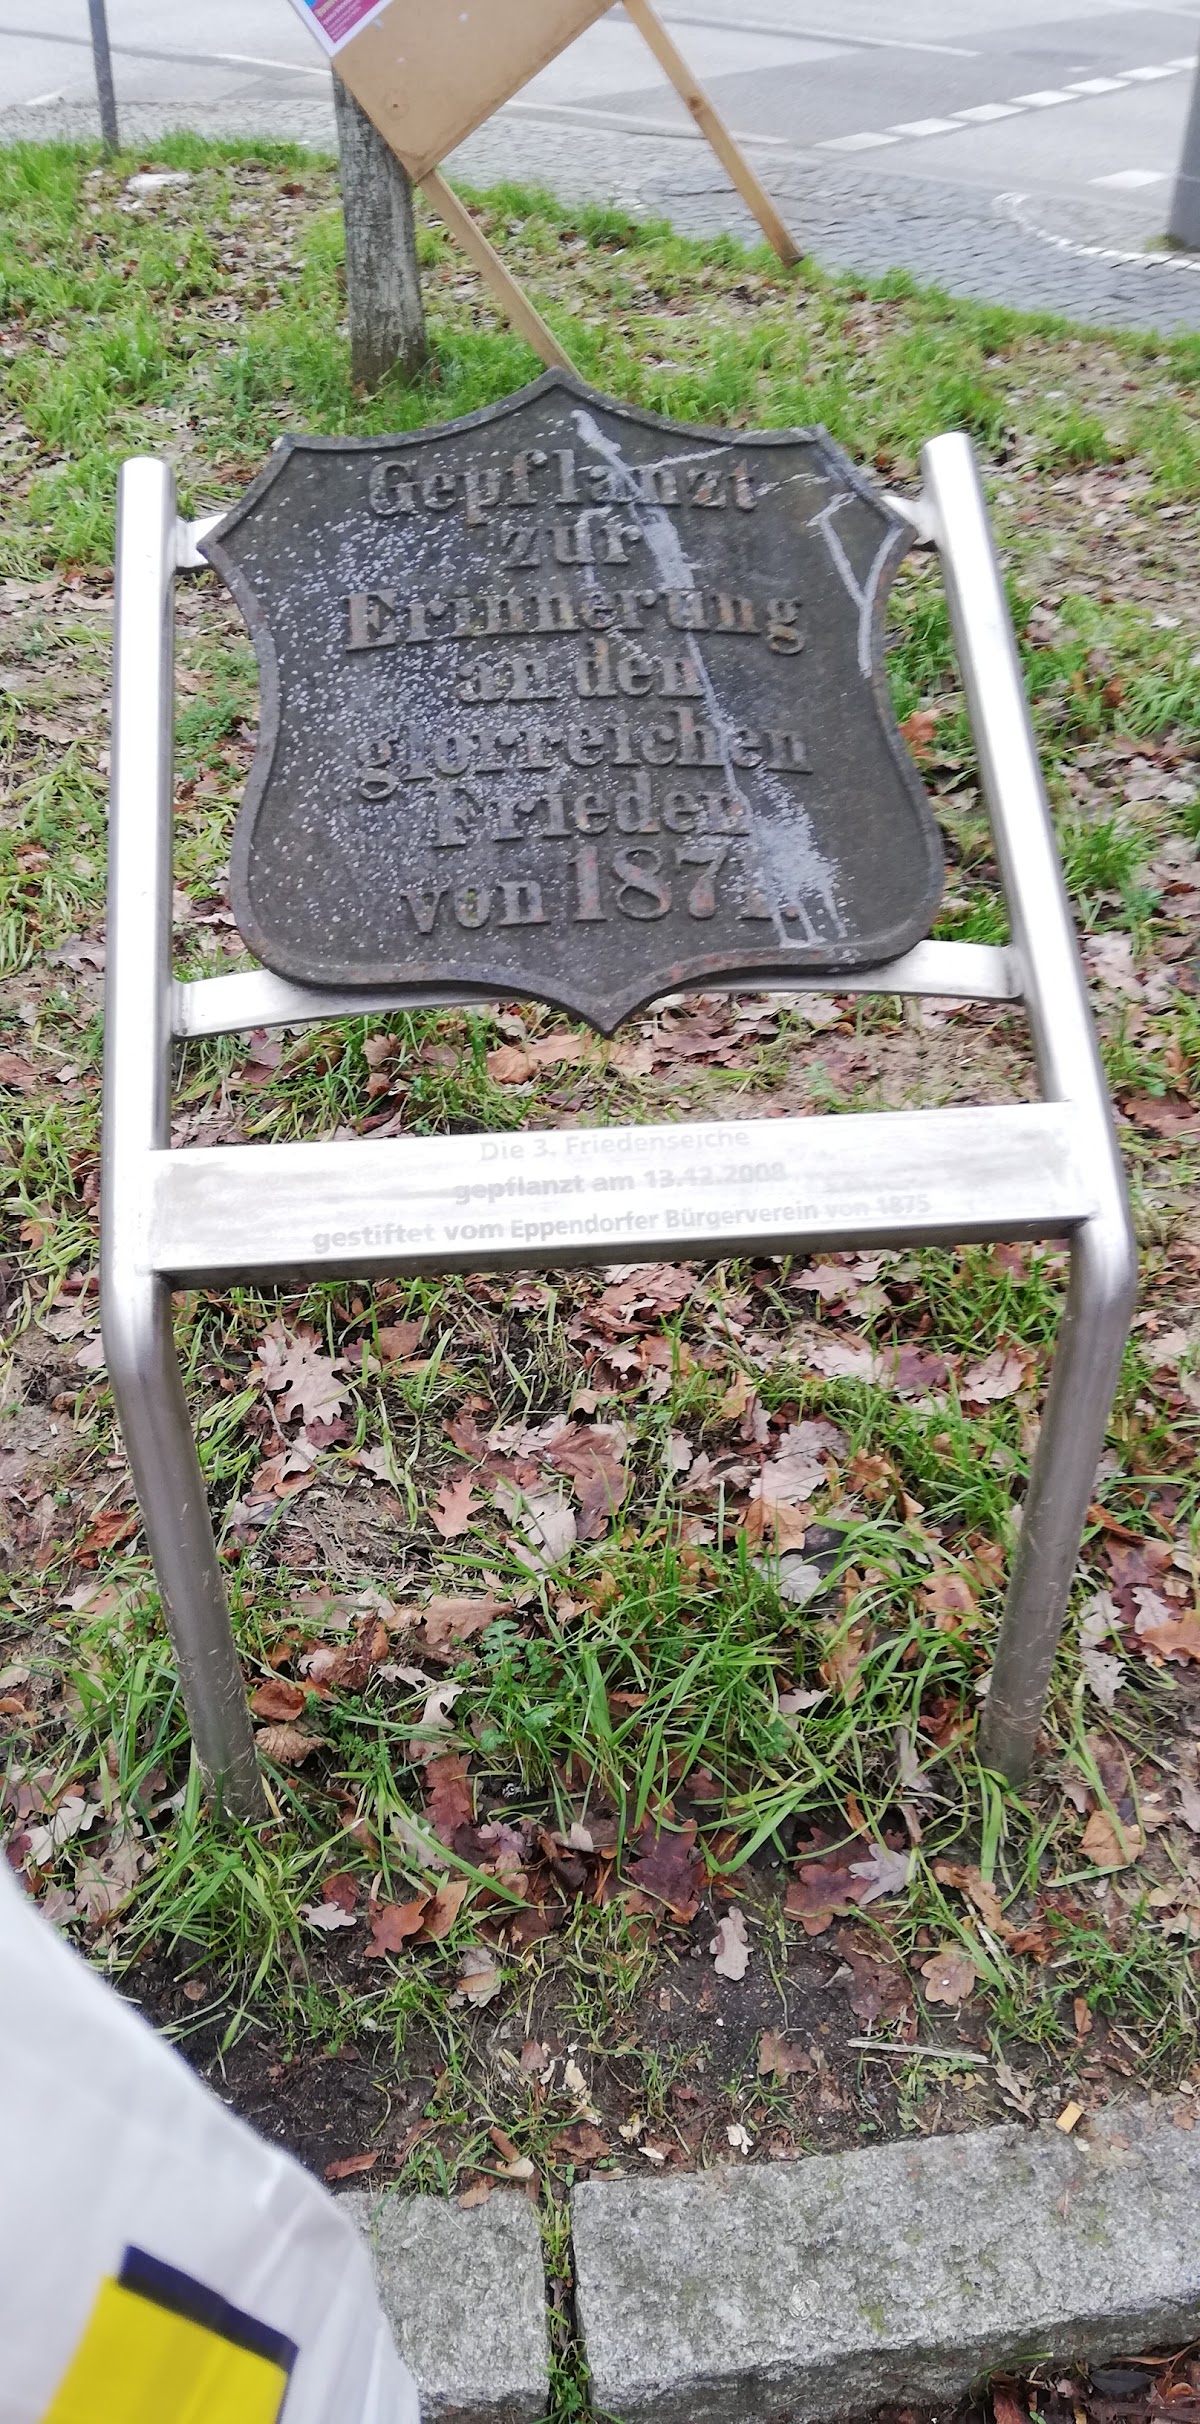 Gepflanzt
zur
Erinnerung
an den
glorreichen
Frieden
von 1871.
Die 3. Friedenseiche
gepflanzt am 13.12.2008
gestiftet vom Eppendorfer Bürgerverein von 1875